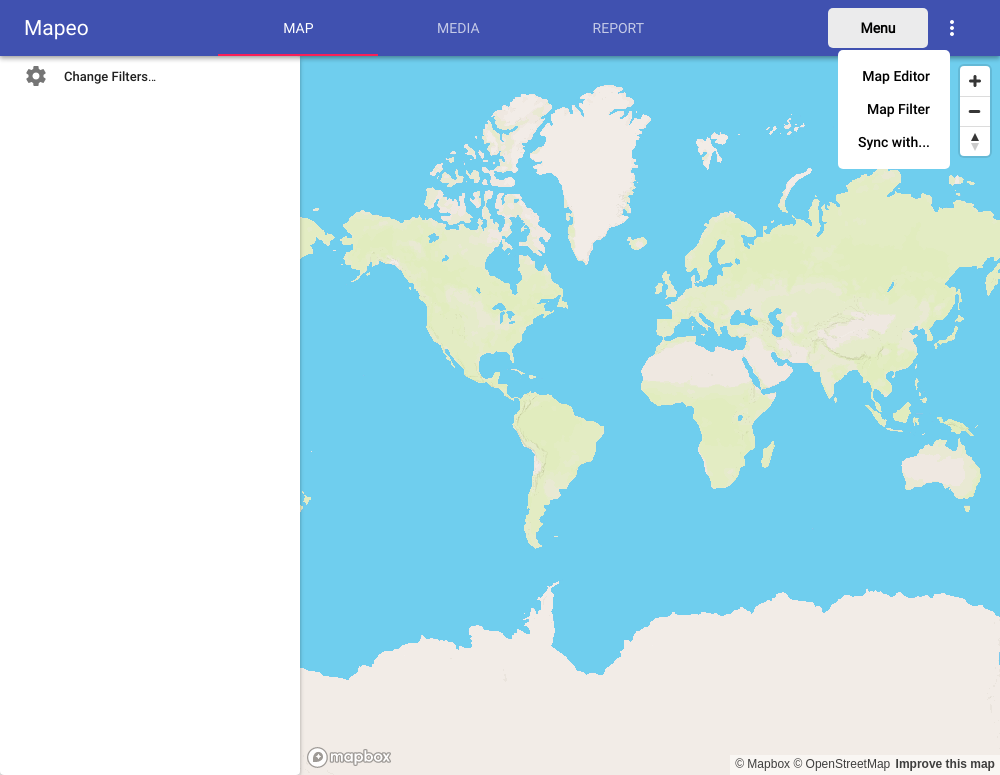 Mapeo
MAP
MEDIA
REPORT
Menu
Change Filters…
Map Editor
Map Filter
Sync with...
mapbox
© Mapbox © OpenStreetMap Improve this map